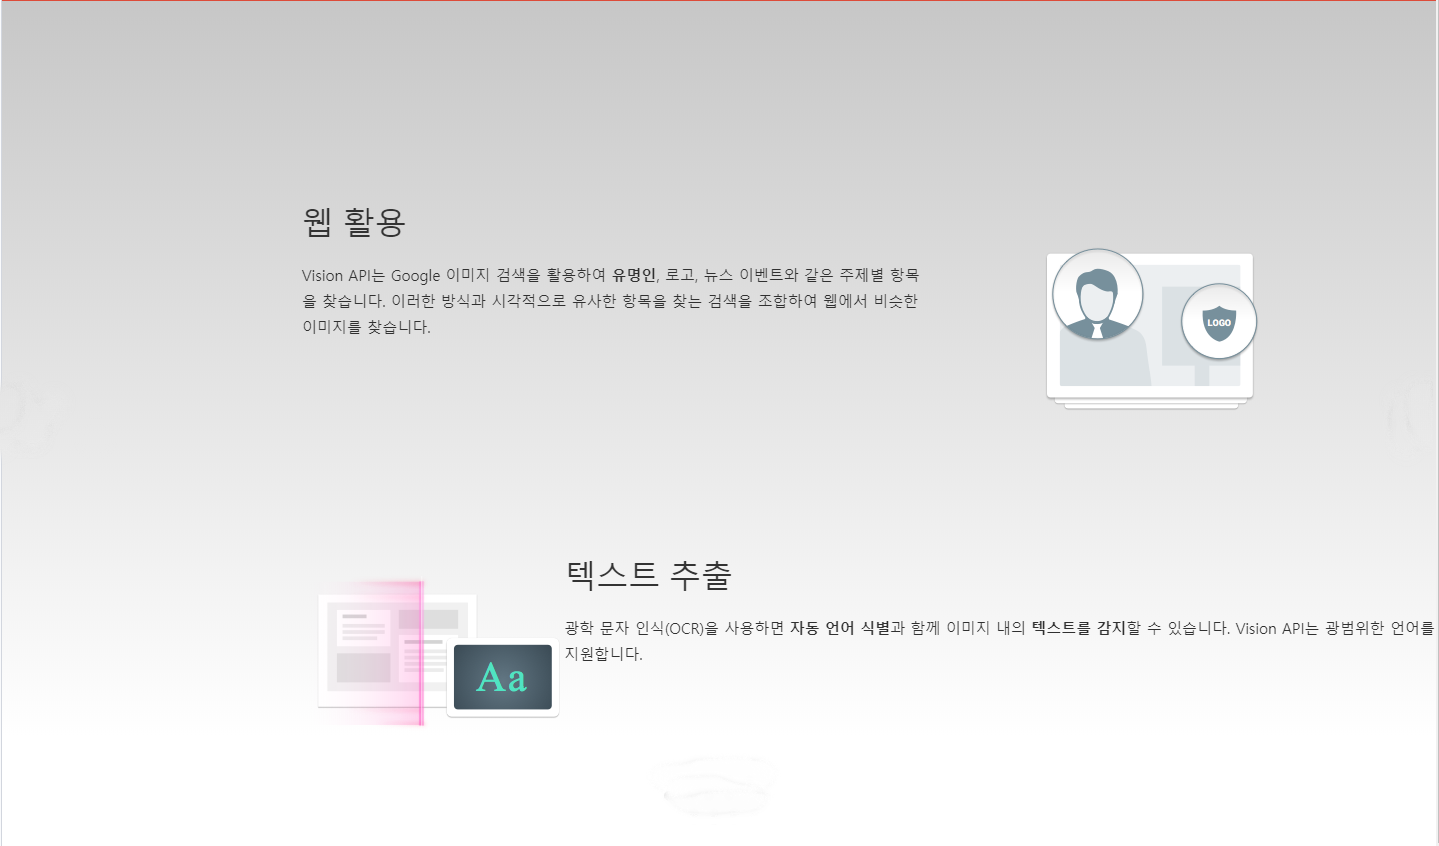 웹 활용
Vision API는 Google 이미지 검색을 활용하여 유명인, 로고, 뉴스 이벤트와 같은 주제별 항목
을 찾습니다. 이러한 방식과 시각적으로 유사한 항목을 찾는 검색을 조합하여 웹에서 비슷한
이미지를 찾습니다.
LOGO
텍스트 추출
광학 문자 인식(OCR)을 사용하면 자동 언어 식별과 함께 이미지 내의 텍스트를 감지할 수 있습니다. Vision API는 광범위한 언어를
지원합니다.
Aa